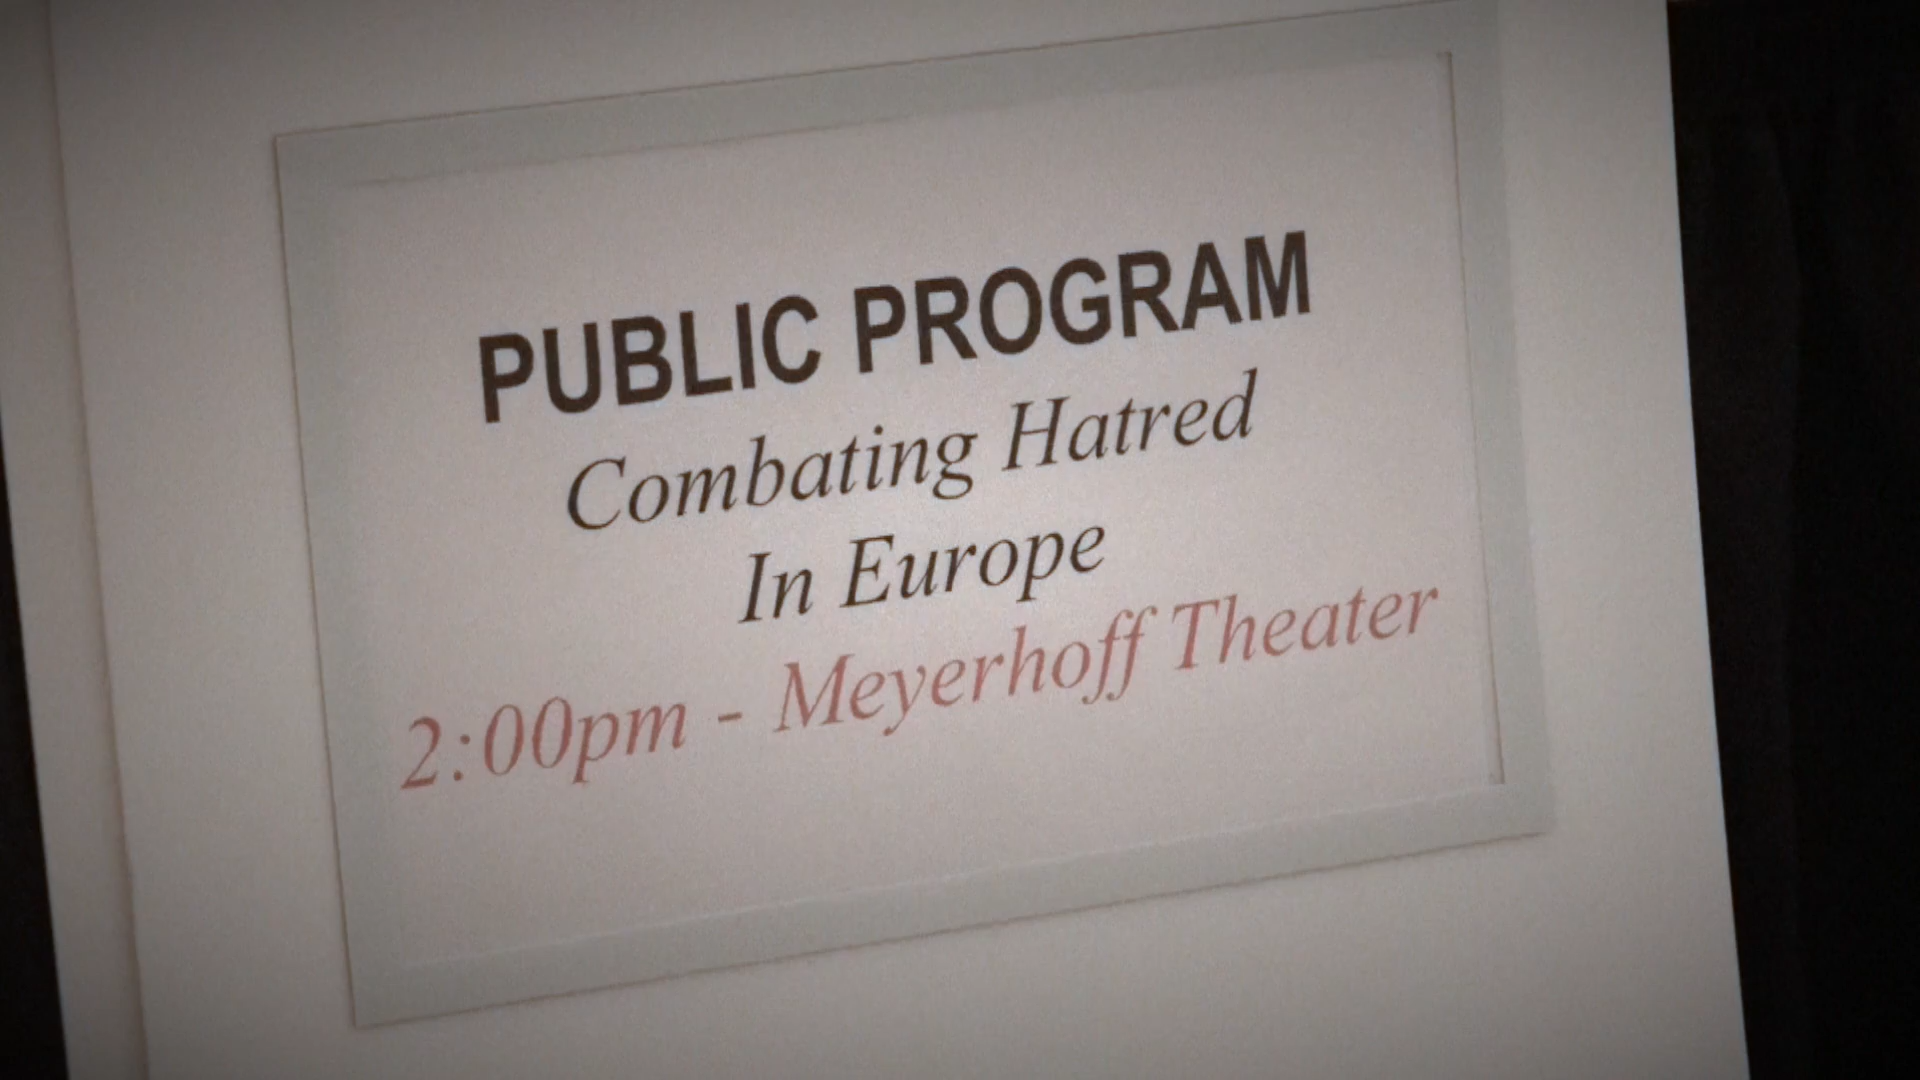 PUBLIC PROGRAM
Combating Hatred
In Europe
2:00pm - Meyerhoff Theater